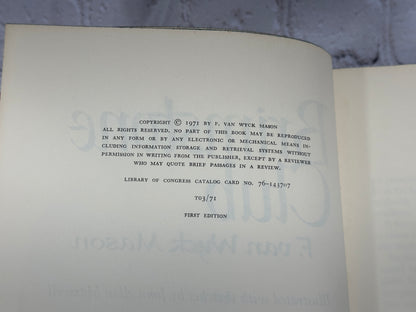 COPYRIGHT © 1971 BY F. VAN WYCK MASON
ALL RIGHTS RESERVED. NO PART OF THIS BOOK MAY BE REPRODUCED
IN ANY FORM OR BY ANY ELECTRONIC OR MECHANICAL MEANS IN-
CLUDING INFORMATION STORAGE AND RETRIEVAL SYSTEMS WITHOUT
PERMISSION IN WRITING FROM THE PUBLISHER, EXCEPT BY A REVIEWER
WHO MAY QUOTE BRIEF PASSAGES IN A REVIEW.
LIBRARY OF CONGRESS CATALOG CARD NO. 76-143707
T03/71
FIRST EDITION